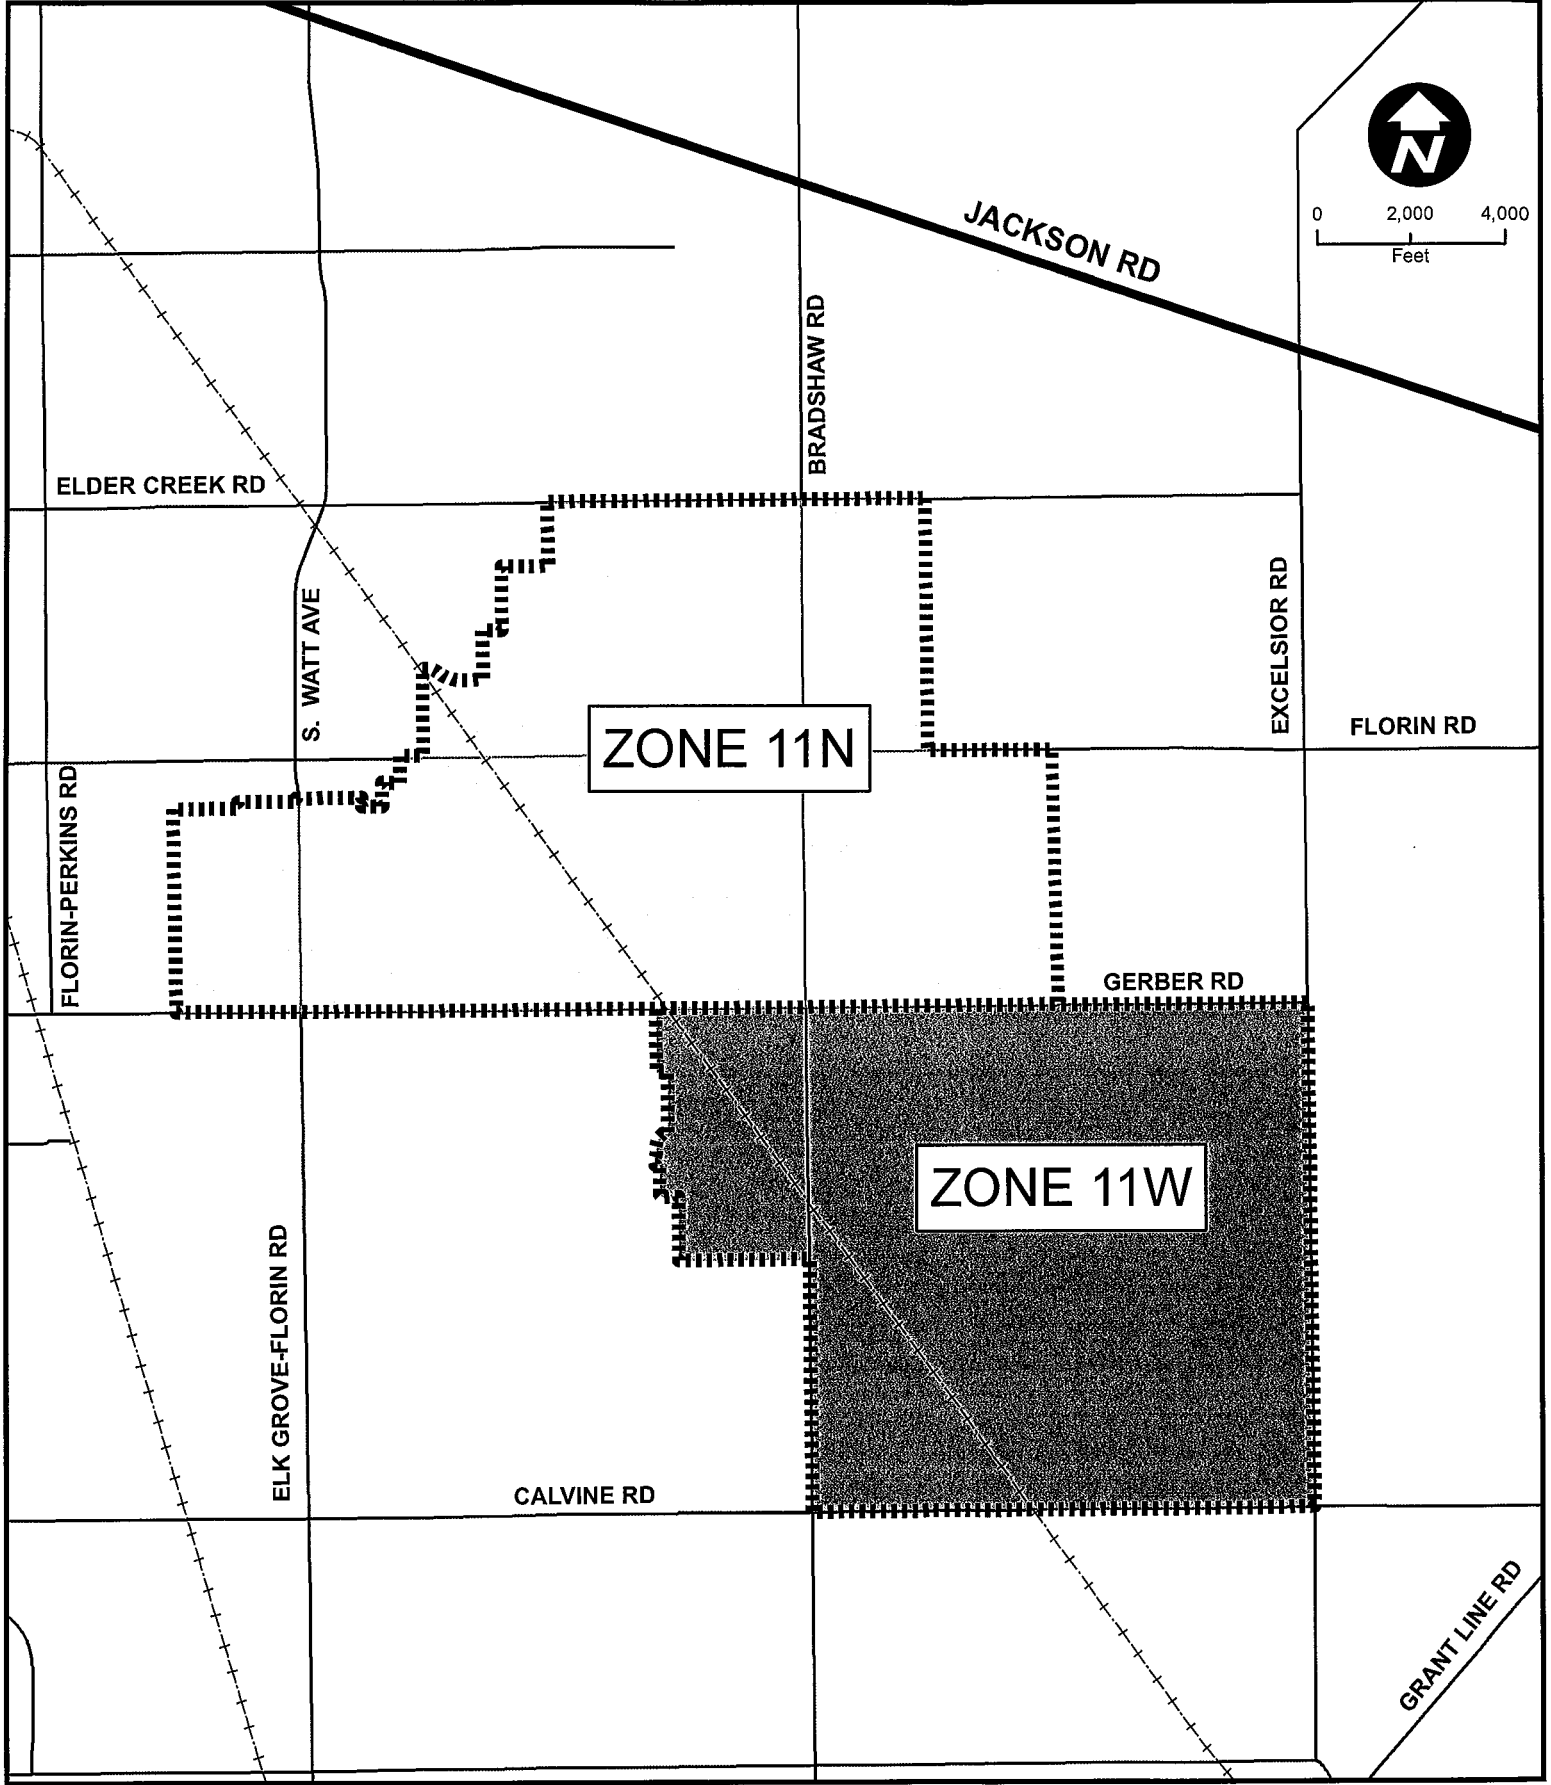 N
0 2,000 4,000
Feet
JACKSON RD
BRADSHAW RD
ELDER CREEK RD
S. WATT AVE
EXCELSIOR RD
FLORIN RD
ZONE 11N
FLORIN-PERKINS RD
GERBER RD
ZONE 11W
ELK GROVE-FLORIN RD
CALVINE RD
GRANT LINE RD